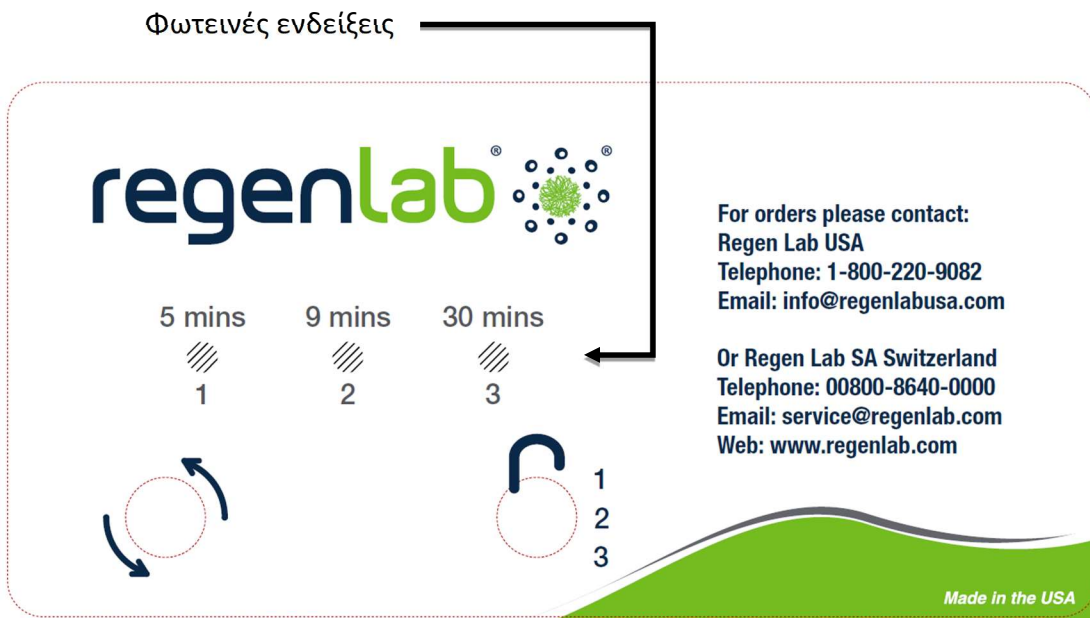 Φωτεινές ενδείξεις
regenlab® ®
For orders please contact:
Regen Lab USA
Telephone: 1-800-220-9082
Email: info@regenlabusa.com
5 mins 9 mins 30 mins
1 2 3
Or Regen Lab SA Switzerland
Telephone: 00800-8640-0000
Email: service@regenlab.com
Web: www.regenlab.com
1
2
3
Made in the USA